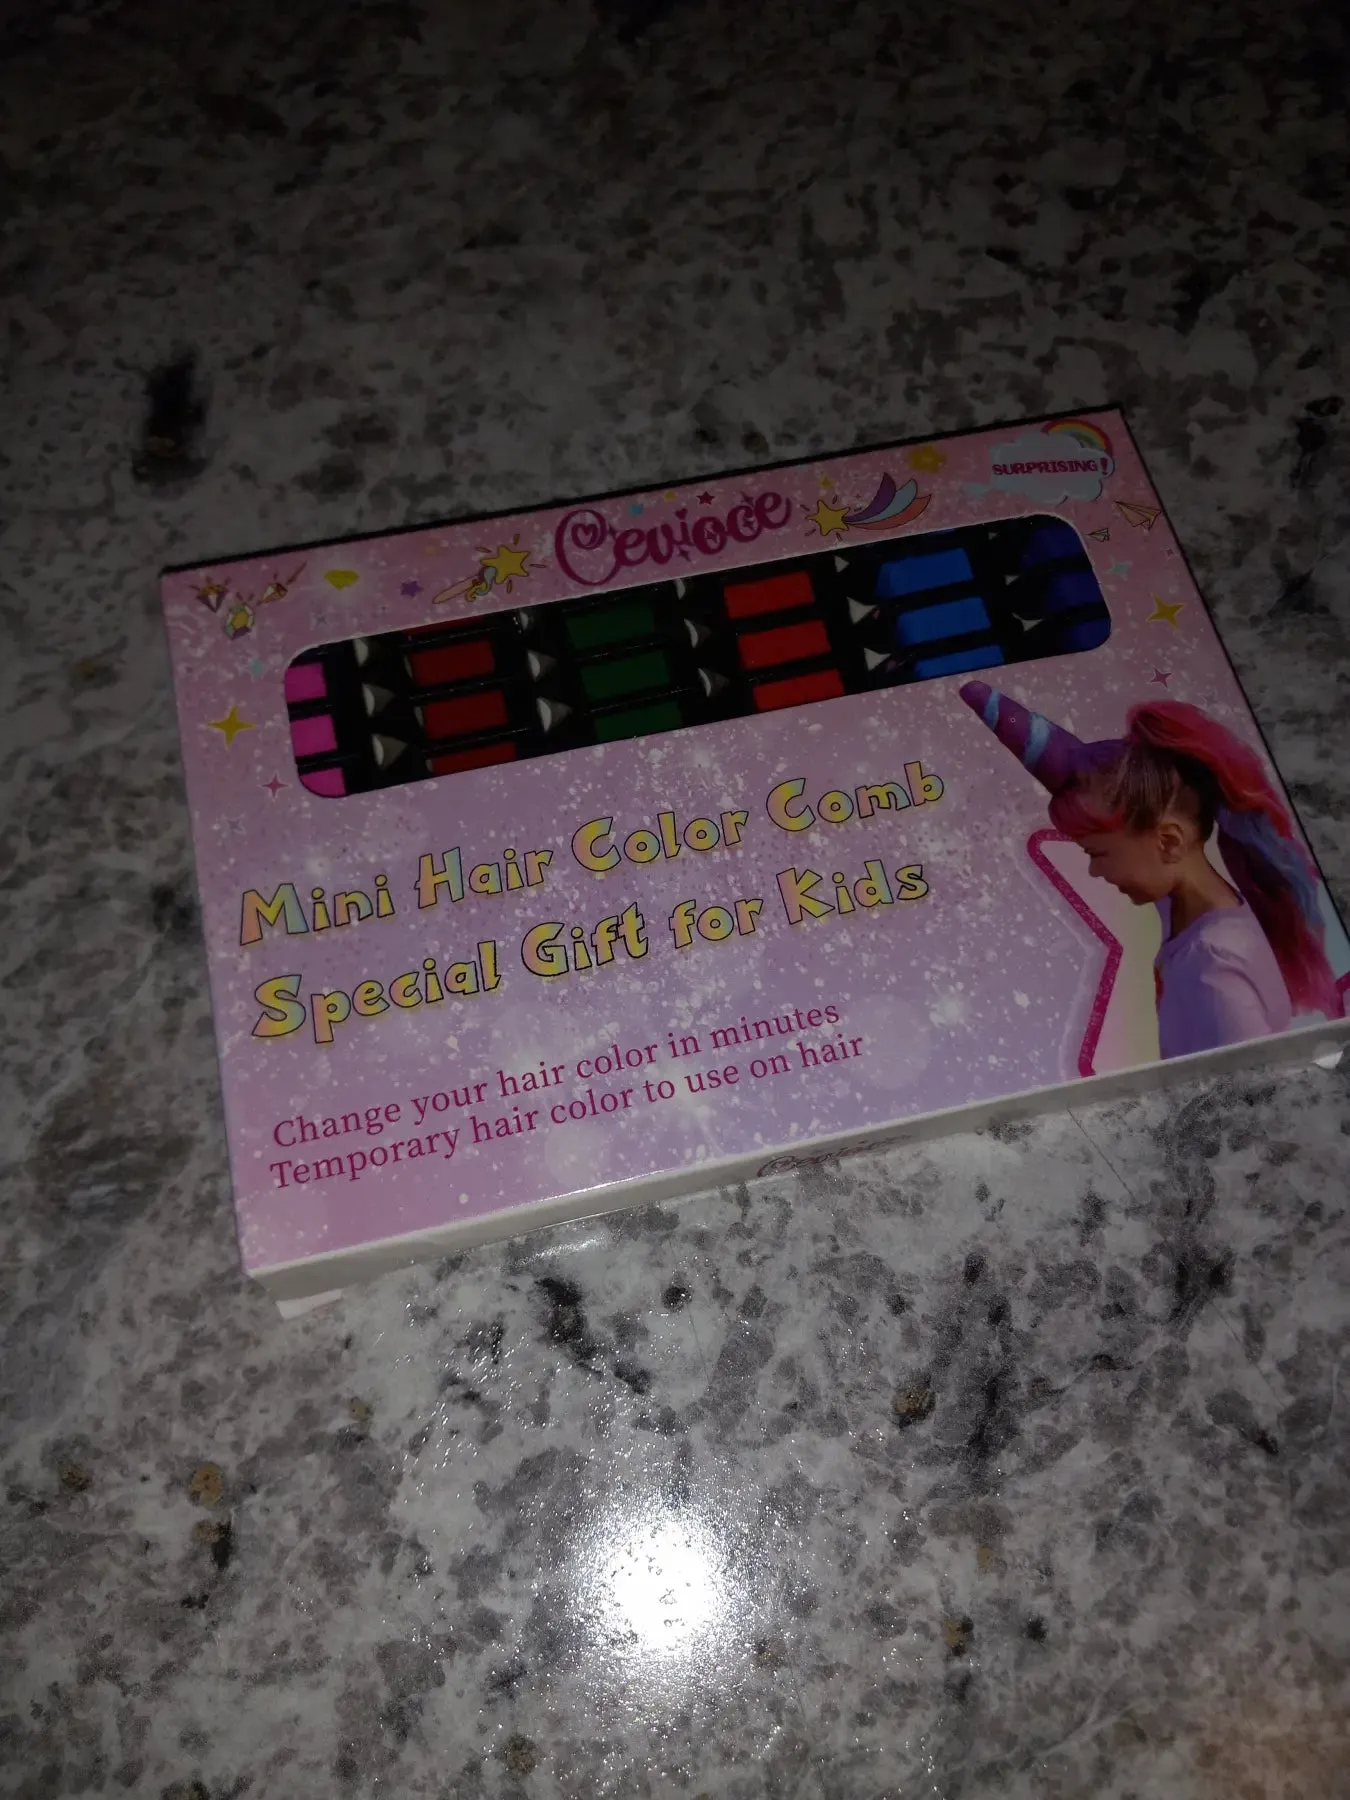 SURPRISING!
Cevioce
Mini Hair Color Comb
Special Gift for Kids
Change your hair color in minutes
Temporary hair color to use on hair
Cevioce